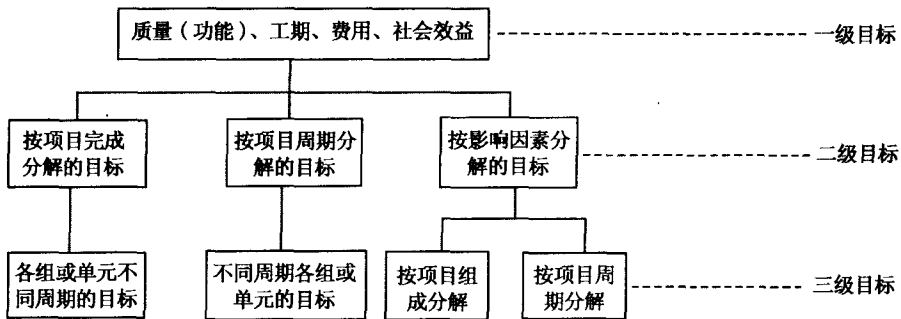 质量（功能）、工期、费用、社会效益
一级目标
按项目完成
分解的目标
按项目周期分
解的目标
按影响因素分
解的目标
二级目标
各组或单元不
同周期的目标
不同周期各组或
单元的目标
按项目组
成分解
按项目周
期分解
三级目标